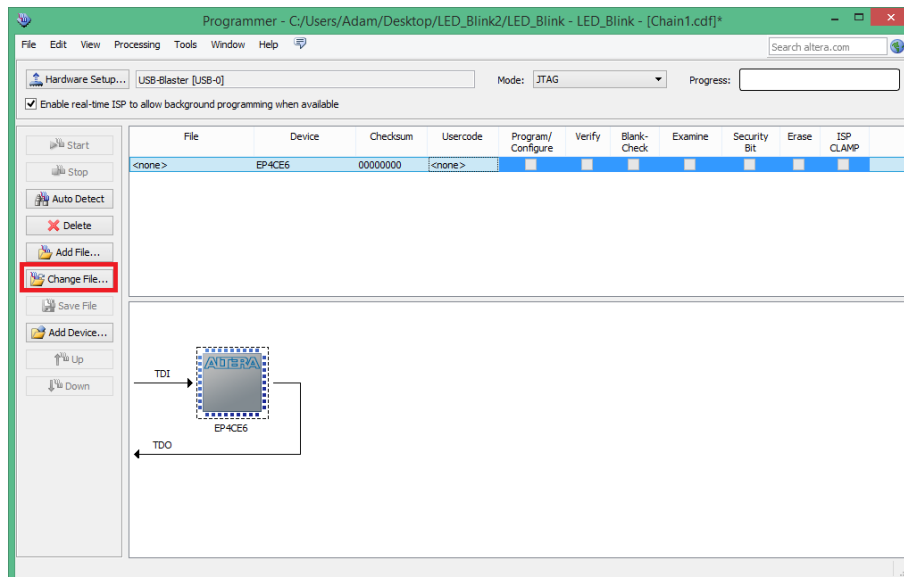 Programmer - C:/Users/Adam/Desktop/LED_Blink2/LED_Blink - LED_Blink - [Chain1.cdf]*
File Edit View Processing Tools Window Help Search altera.com
Hardware Setup... USB-Blaster [USB-0] Mode: JTAG Progress:
Enable real-time ISP to allow background programming when available
Start
Stop
Auto Detect
Delete
Add File...
Change File...
Save File
Add Device...
Up
Down
File Device Checksum Usercode Program/ Verify Blank- Examine Security Erase ISP
Configure Check Bit CLAMP
<none> EP4CE6 00000000 <none>
ALTERA
TDI
EP4CE6
TDO